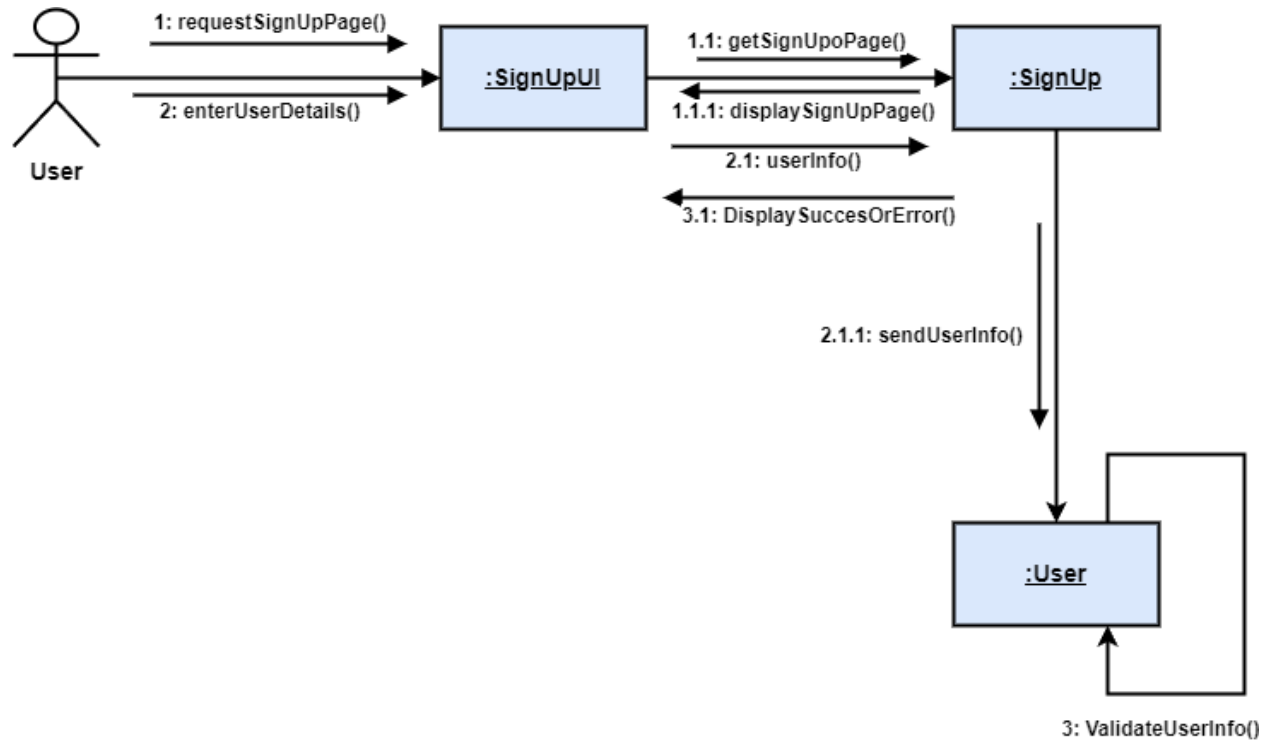 1: requestSignUpPage()
1.1: getSignUpoPage()
:SignUpUI
:SignUp
2: enterUserDetails()
1.1.1: displaySignUpPage()
User
2.1: userInfo()
3.1: DisplaySuccesOrError()
2.1.1: sendUserInfo()
:User
3: ValidateUserInfo()